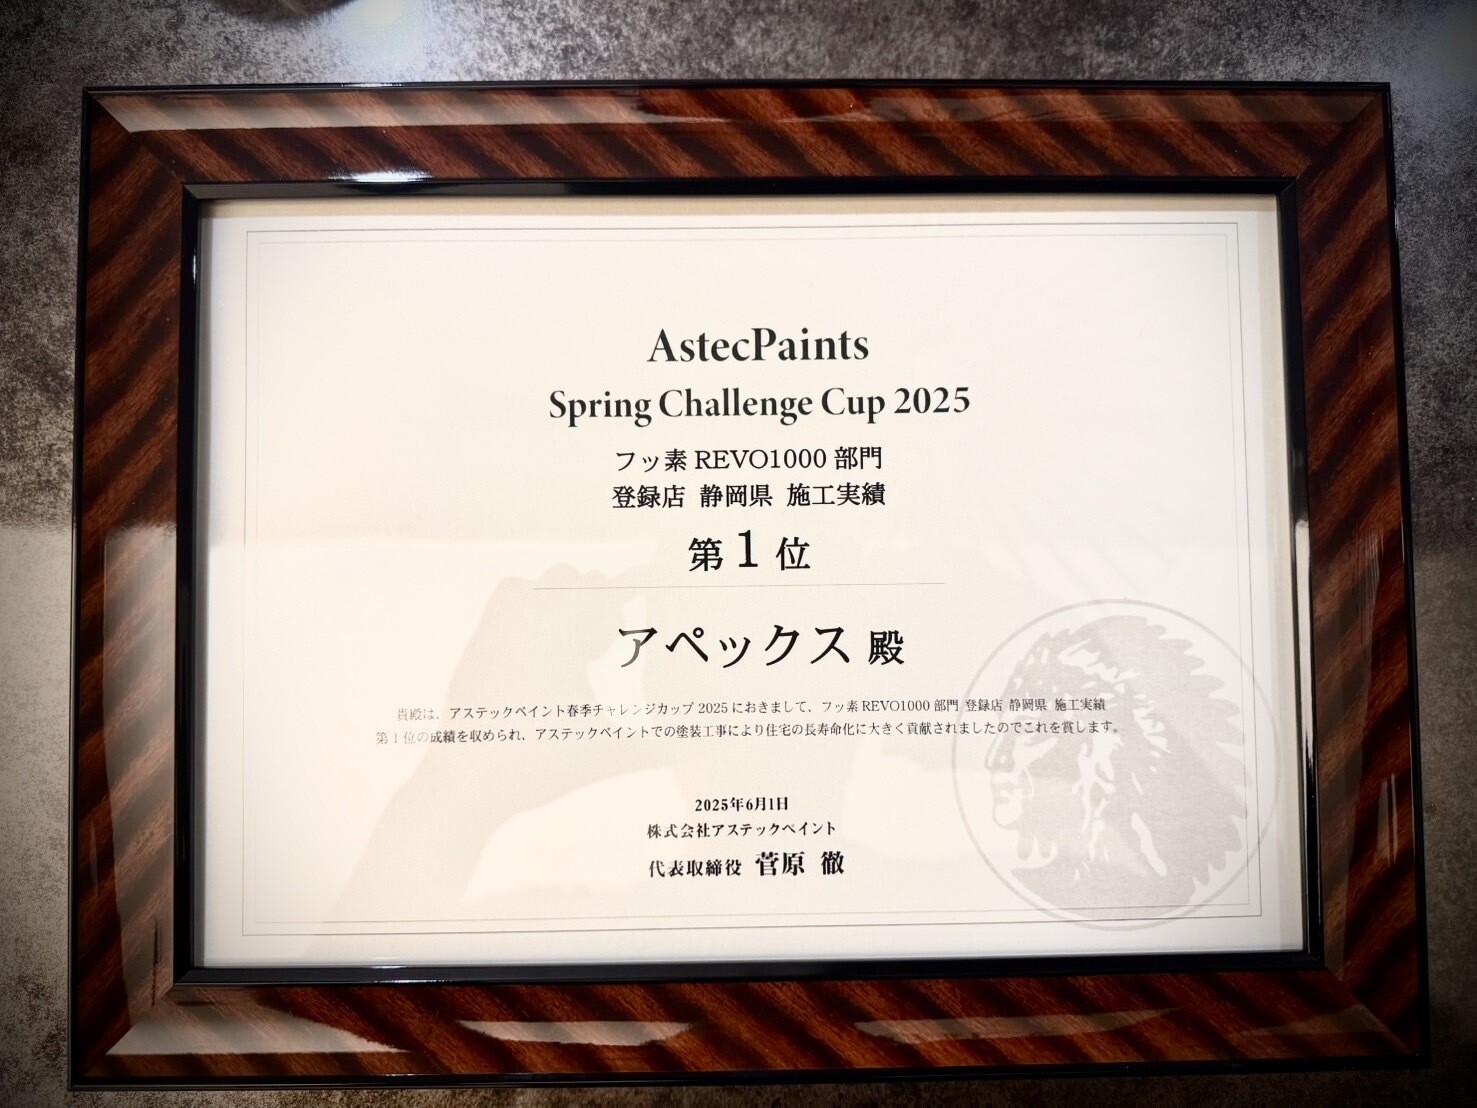 AstecPaints
Spring Challenge Cup 2025
フッ素 REVO1000 部門
登録店 静岡県 施工実績
第 1 位
アペックス 殿
貴殿は、アステックペイント春季チャレンジカップ 2025 におきまして、フッ素 REVO1000 部門 登録店 静岡県 施工実績
第 1 位の成績を収められ、アステックペイントでの塗装工事により住宅の長寿命化に大きく貢献されましたのでこれを賞します。
2025年6月1日
株式会社アステックペイント
代表取締役 菅原 徹